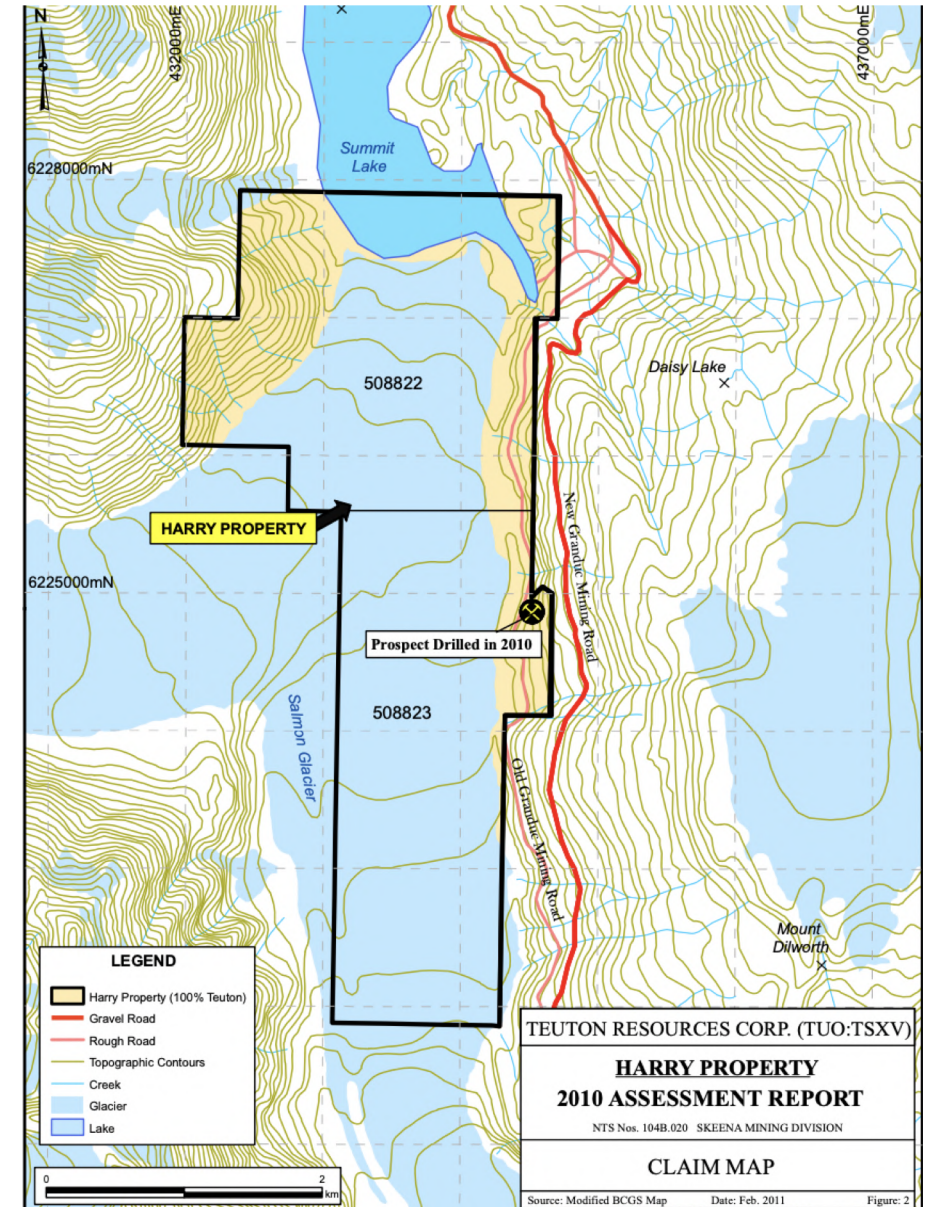 N
432000mE
437000mE
Summit
Lake
6228000mN
Daisy Lake
508822
HARRY PROPERTY
New Granduc Mining Road
6225000mN
Prospect Drilled in 2010
508823
Salmon Glacier
Old Granduc Mining Road
Mount
Dilworth
LEGEND
Harry Property (100% Teuton)
Gravel Road
Rough Road
Topographic Contours
Creek
Glacier
Lake
0
2
km
TEUTON RESOURCES CORP. (TUO:TSXV)
HARRY PROPERTY
2010 ASSESSMENT REPORT
NTS Nos. 104B.020 SKEENA MINING DIVISION
CLAIM MAP
Source: Modified BCGS Map Date: Feb. 2011 Figure: 2